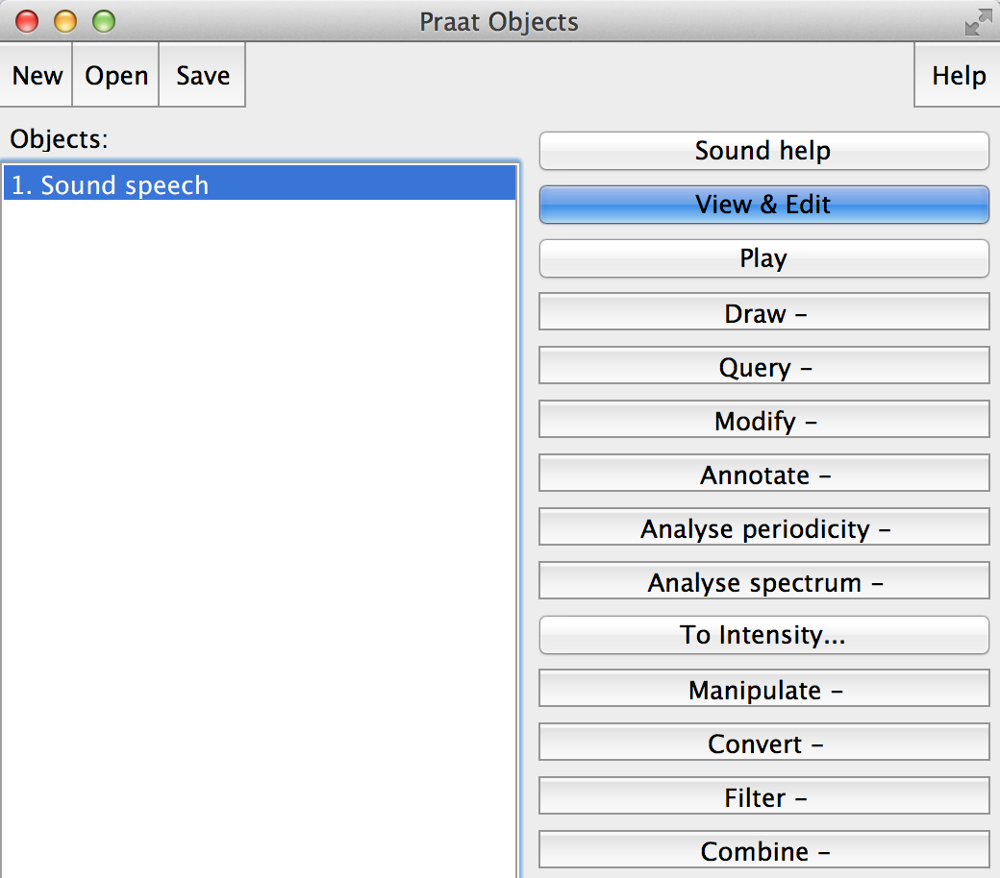 Praat Objects
New Open Save Help
Objects:
1. Sound speech
Sound help
View & Edit
Play
Draw –
Query –
Modify –
Annotate –
Analyse periodicity –
Analyse spectrum –
To Intensity...
Manipulate –
Convert –
Filter –
Combine –